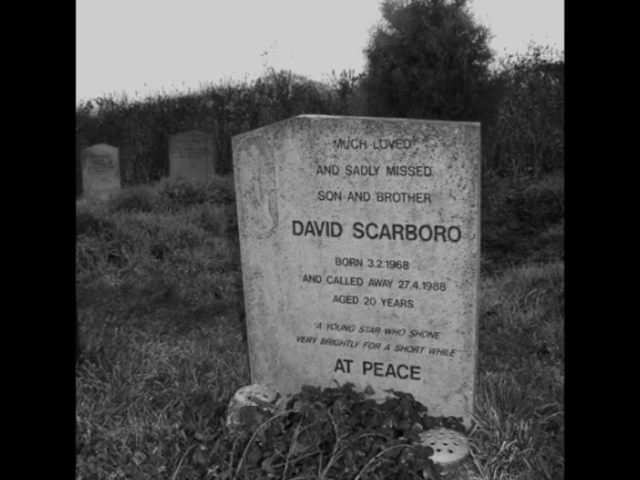 MUCH LOVED
AND SADLY MISSED
SON AND BROTHER
DAVID SCARBORO
BORN 3.2.1968
AND CALLED AWAY 27.4.1988
AGED 20 YEARS
A YOUNG STAR WHO SHONE
VERY BRIGHTLY FOR A SHORT WHILE
AT PEACE